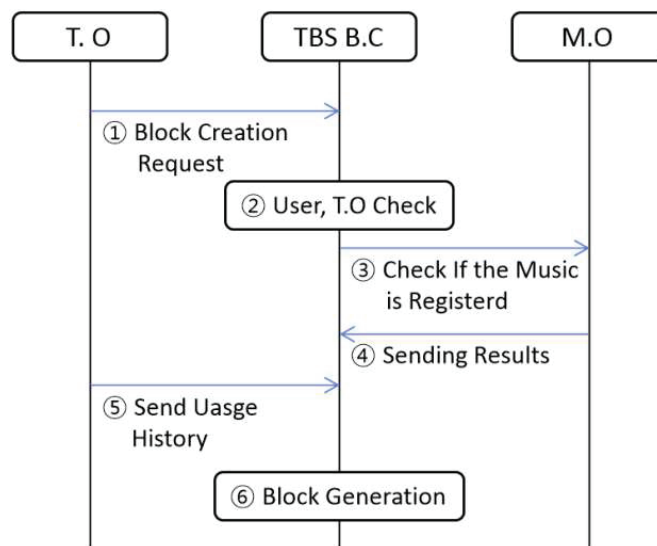 T. O
TBS B.C
M.O
① Block Creation
Request
② User, T.O Check
③ Check If the Music
is Registerd
④ Sending Results
⑤ Send Uasge
History
⑥ Block Generation